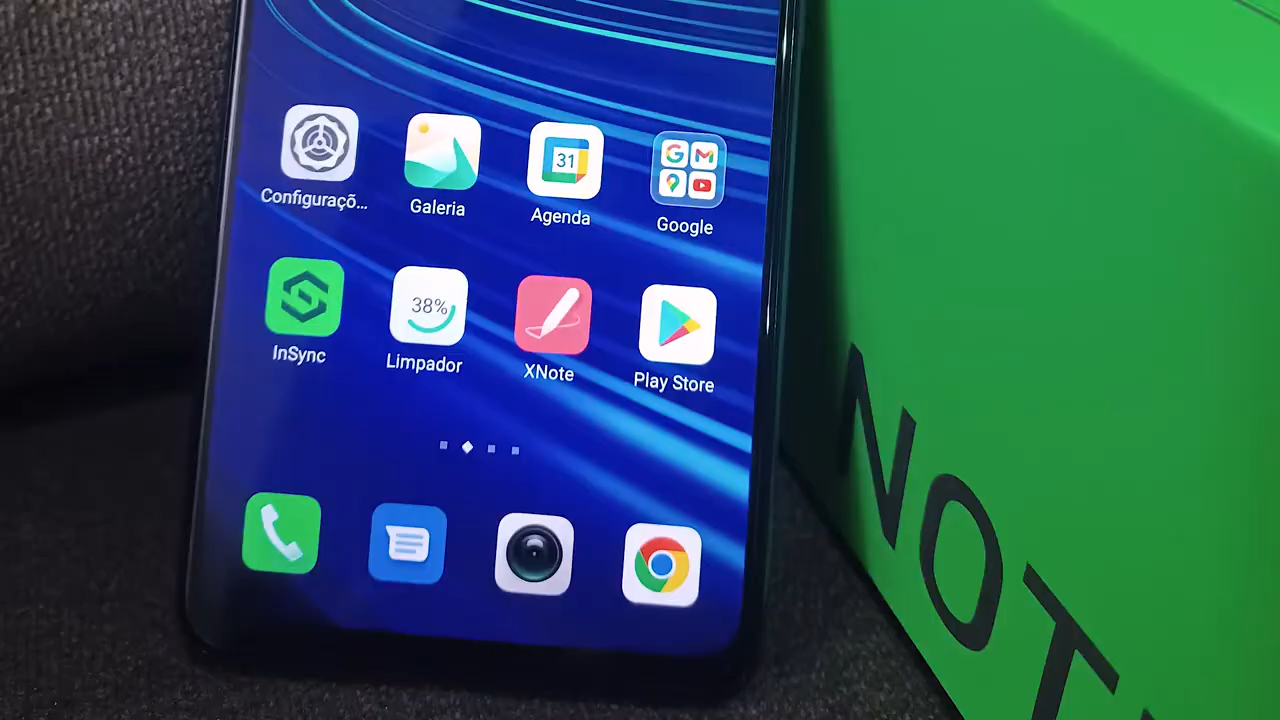 Configuraçõ...
Galeria
31
Agenda
Google
InSync
38%
Limpador
XNote
Play Store
NOT